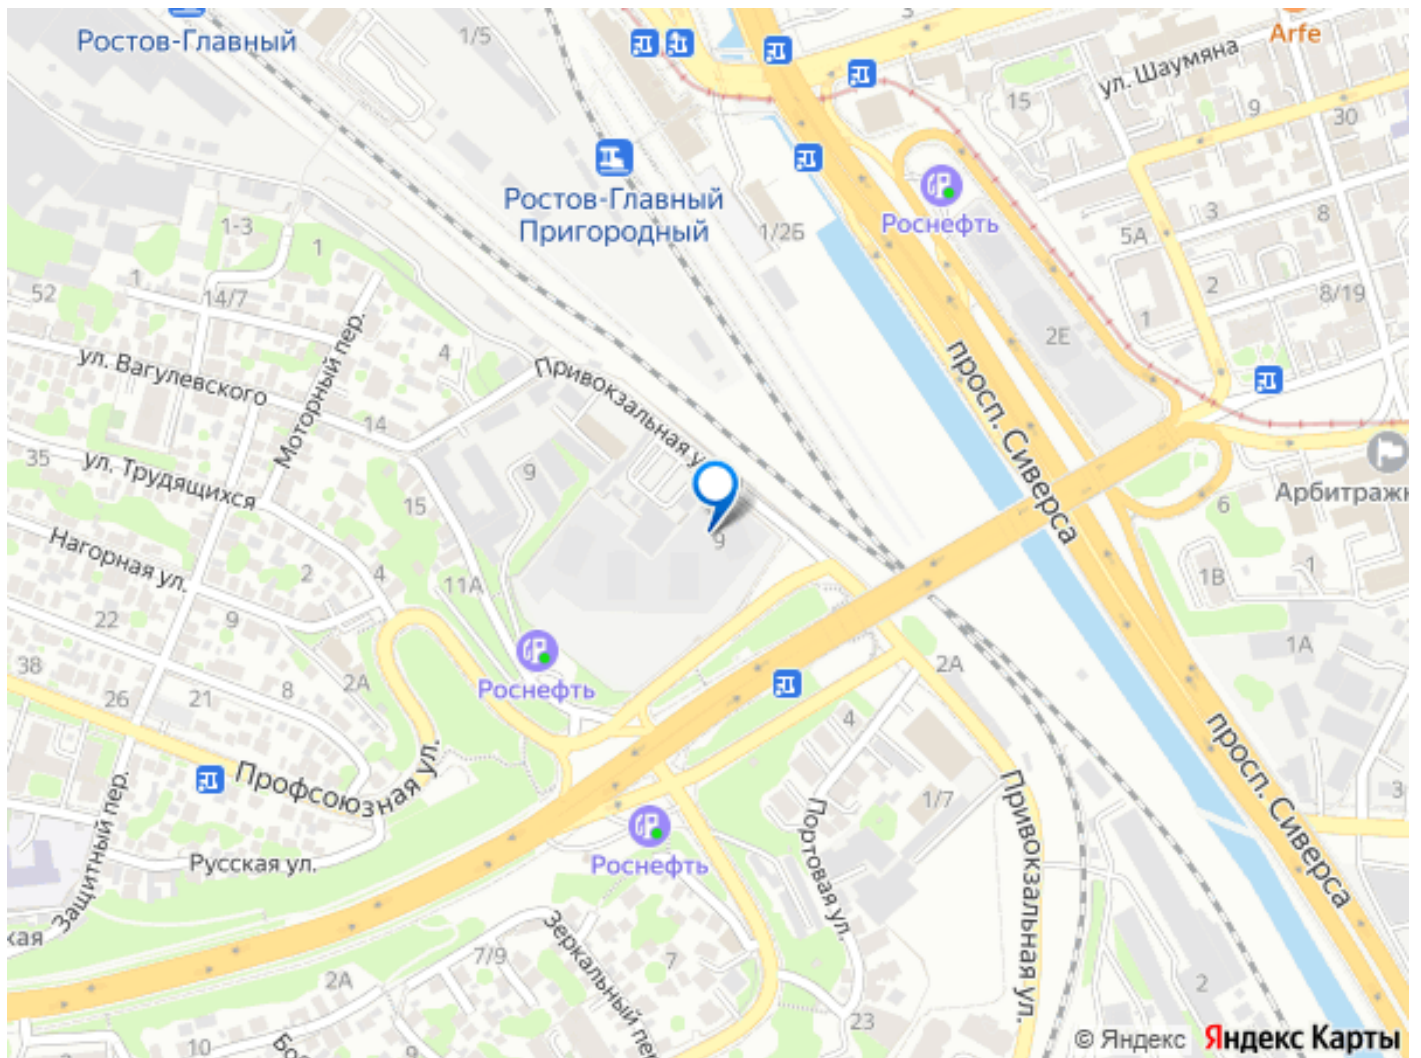 Ростов-Главный
1/5
3
Arfe
ул. Шаумяна
15
9
30
Ростов-Главный
Пригородный
1/2Б
Роснефть
3
8
5А
2
8/19
1
2Е
1-3
1
1
52
14/7
4
ул. Вагулевского
Моторный пер.
Привокзальная у
14
35
ул. Трудящихся
15
9
9
просп. Сиверса
Арбитражн
6
Нагорная ул.
2
4
11А
1В
1
22
9
1А
38
26
21
8
2А
Роснефть
2А
4
Профсоюзная ул.
просп. Сиверса
1/7
Привокзальная ул.
3
Защитный пер.
Русская ул.
Роснефть
Портовая ул.
кая
7/9
Зеркальный пер
7
2А
2
23
10
Бо
© Яндекс Яндекс Карты